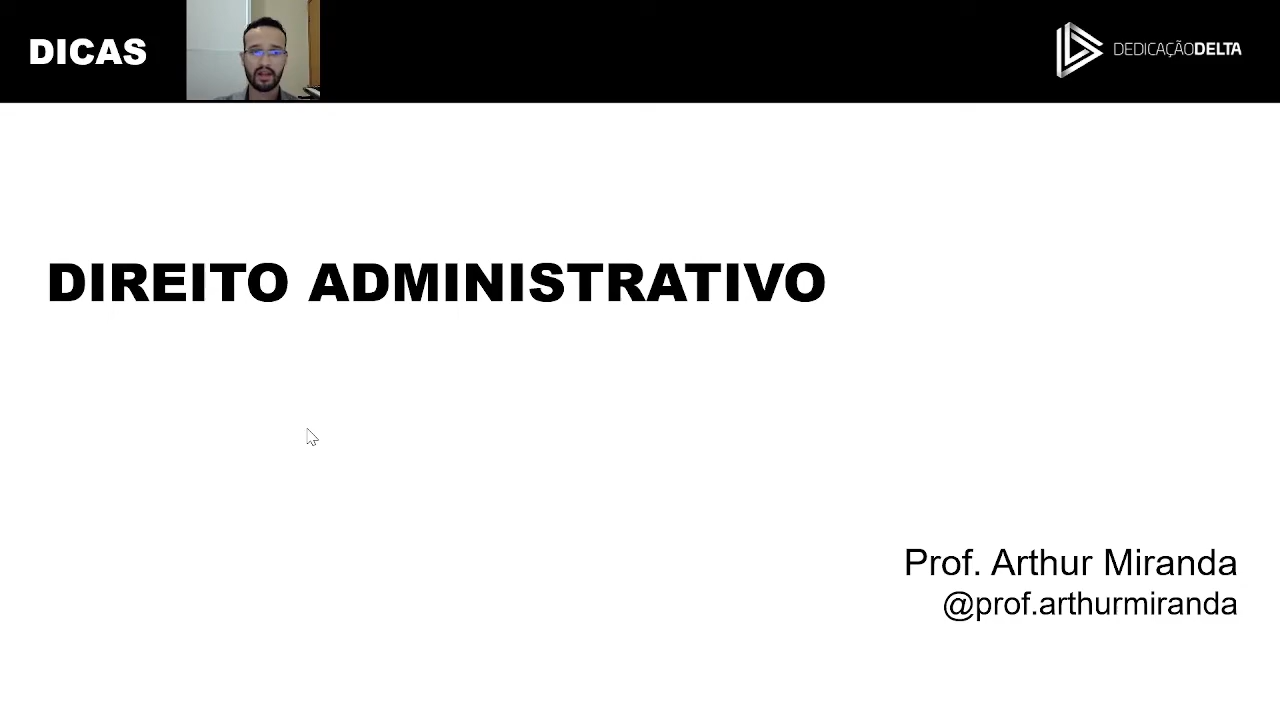 DICAS
DEDICAÇÃODELTA
DIREITO ADMINISTRATIVO
Prof. Arthur Miranda
@prof.arthurmiranda